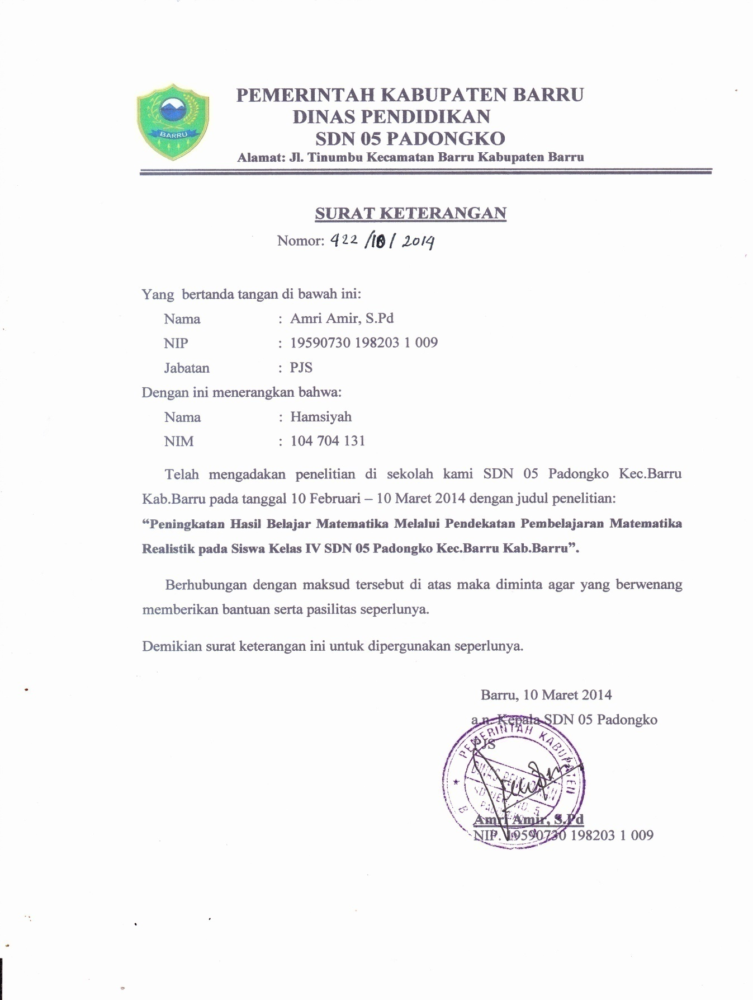 PEMERINTAH KABUPATEN BARRU
DINAS PENDIDIKAN
SDN 05 PADONGKO
Alamat: Jl. Tinumbu Kecamatan Barru Kabupaten Barru
BARRU
SURAT KETERANGAN
Nomor: 422 /10/ 2014
Yang bertanda tangan di bawah ini:
Nama : Amri Amir, S.Pd
NIP : 19590730 198203 1 009
Jabatan : PJS
Dengan ini menerangkan bahwa:
Nama : Hamsiyah
NIM : 104 704 131
Telah mengadakan penelitian di sekolah kami SDN 05 Padongko Kec.Barru
Kab.Barru pada tanggal 10 Februari – 10 Maret 2014 dengan judul penelitian:
“Peningkatan Hasil Belajar Matematika Melalui Pendekatan Pembelajaran Matematika
Realistik pada Siswa Kelas IV SDN 05 Padongko Kec.Barru Kab.Barru”.
Berhubungan dengan maksud tersebut di atas maka diminta agar yang berwenang
memberikan bantuan serta pasilitas seperlunya.
Demikian surat keterangan ini untuk dipergunakan seperlunya.
Barru, 10 Maret 2014
a.n. Kepala SDN 05 Padongko
PJS
PEMERINTAH KABUPATEN
DINAS PENDIDIKAN
NO. 5
Amri Amir, S.Pd
NIP. 19590730 198203 1 009